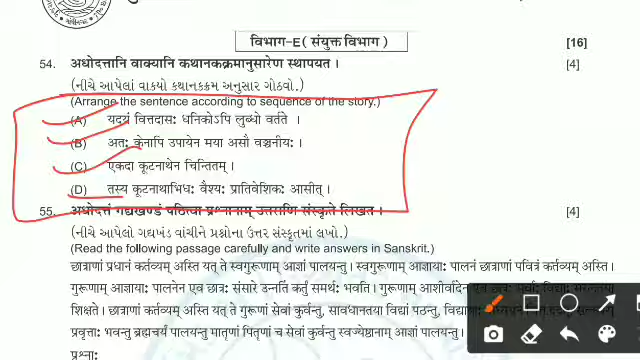 વિભાગ-E ( સંયુક્ત વિભાગ )
[16]
54. अधोदत्तानि वाक्यानि कथानकक्रमानुसारेण स्थापयत ।
[4]
(નીચે આપેલાં વાક્યો કથાનકક્રમ અનુસાર ગોઠવો.)
(Arrange the sentence according to sequence of the story.)
(A) यदयं वित्तदासः धनिकोऽपि लुब्धो वर्तते ।
(B) अतः केनापि उपायेन मया असौ वञ्चनीयः ।
(C) एकदा कूटनाथेन चिन्तितम् ।
(D) तस्य कूटनाथाभिधः वैश्यः प्रातिवेशिकः आसीत् ।
55. अधोदत्तं गद्यखण्डं पठित्वा प्रश्नानाम् उत्तराणि संस्कृते लिखत ।
[4]
(નીચે આપેલો ગદ્યખંડ વાંચીને પ્રશ્નોના ઉત્તર સંસ્કૃતમાં લખો.)
(Read the following passage carefully and write answers in Sanskrit.)
छात्राणां प्रधानं कर्तव्यम् अस्ति यत् ते स्वगुरूणाम् आज्ञां पालयन्तु । स्वगुरूणाम् आज्ञायाः पालनं छात्राणां पवित्रं कर्तव्यम् अस्ति ।
गुरूणाम् आज्ञायाः पालनेन एव छात्रः संसारे उन्नतिं कर्तुं समर्थः भवति । गुरूणाम् आशीर्वादेन एव छात्रः
शिक्षते । छात्राणां कर्तव्यम् अस्ति यत् ते गुरूणां सेवां कुर्वन्तु, सावधानतया विद्यां पठन्तु,
प्रवृत्ताः भवन्तु ब्रह्मचर्यं पालयन्तु मातॄणां पितॄणां च सेवां कुर्वन्तु स्वज्येष्ठानाम् आज्ञां पालयन्तु ।
प्रश्नाः